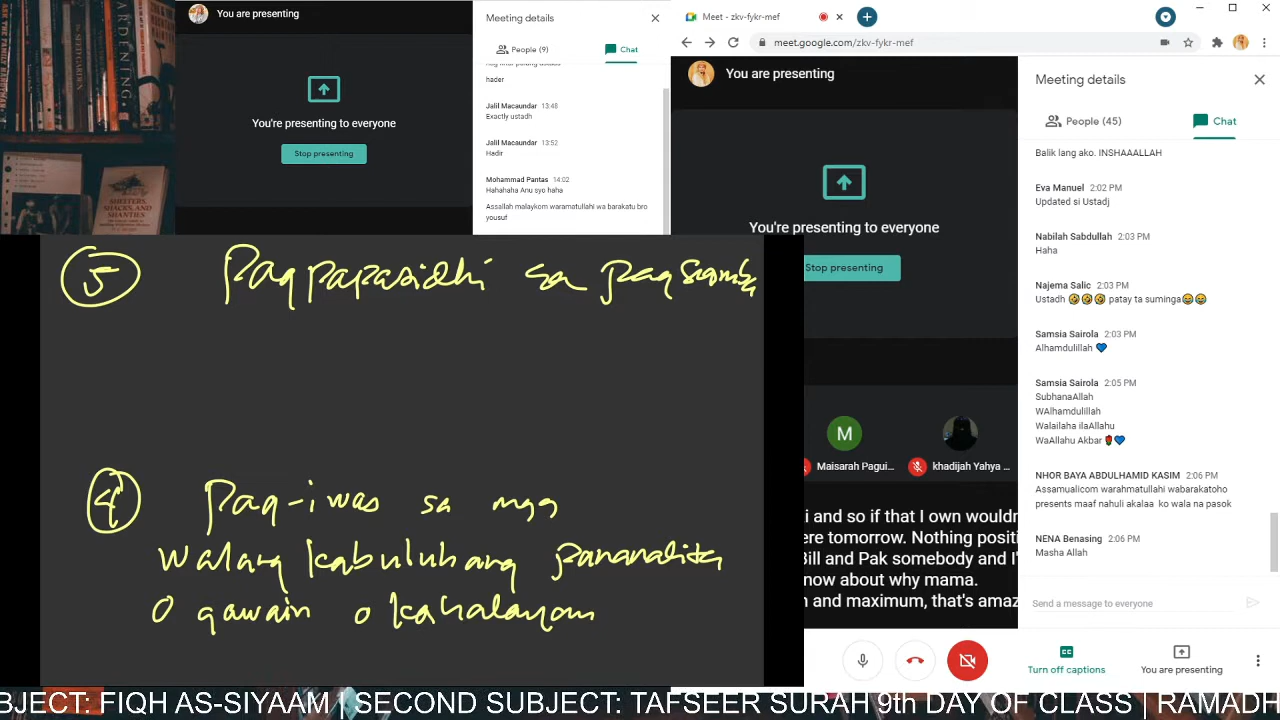 You are presenting
You're presenting to everyone
Stop presenting
Meeting details
People (9)
Chat
hader
Jalil Macaundar 13:48
Exactly ustadh
Jalil Macaundar 13:52
Hadir
Mohammad Pantas 14:02
Hahahaha Anu syo haha
Assallah malaykom waramatullahi wa barakatu bro
yousuf
GARDENING.
SHELTERS,
SHACKS, AND
SHANTIES
5 Pagpapasidhi sa pagsamba
4 Pag-iwas sa mga
walang kabuluhang pananalita
o gawain o kahalayan
Meet - zkv-fykr-mef
meet.google.com/zkv-fykr-mef
You are presenting
You're presenting to everyone
Stop presenting
M
Maisarah Pagui...
khadijah Yahya ...
i and so if that I own wouldn
ere tomorrow. Nothing positi
Bill and Pak somebody and I'
now about why mama.
n and maximum, that's amaz
Turn off captions
You are presenting
Meeting details
People (45)
Chat
Balik lang ako. INSHAAALLAH
Eva Manuel 2:02 PM
Updated si Ustadj
Nabilah Sabdullah 2:03 PM
Haha
Najema Salic 2:03 PM
Ustadh 🤣🤣🤣 patay ta suminga😂😂
Samsia Sairola 2:03 PM
Alhamdulillah 💙
Samsia Sairola 2:05 PM
SubhanaAllah
WAlhamdulillah
Walailaha ilaAllahu
WaAllahu Akbar 🌹💙
NHOR BAYA ABDULHAMID KASIM 2:06 PM
Assamualicom warahmatullahi wabarakatoho
presents maaf nahuli akalaa ko wala na pasok
NENA Benasing 2:06 PM
Masha Allah
Send a message to everyone
BJECT: FIQH AS-SIYAAM | SECOND SUBJECT: TAFSEER SURAH 9th DAY OF CLASS | RAMADH